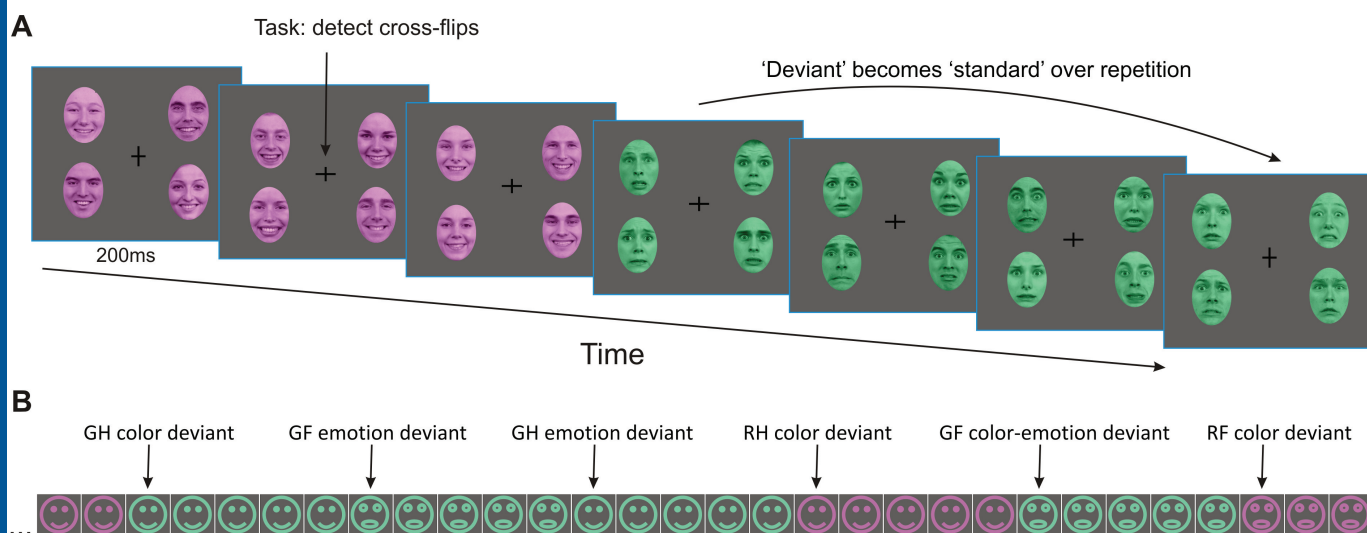 A
Task: detect cross-flips
‘Deviant’ becomes ‘standard’ over repetition
200ms
Time
B
GH color deviant
GF emotion deviant
GH emotion deviant
RH color deviant
GF color-emotion deviant
RF color deviant